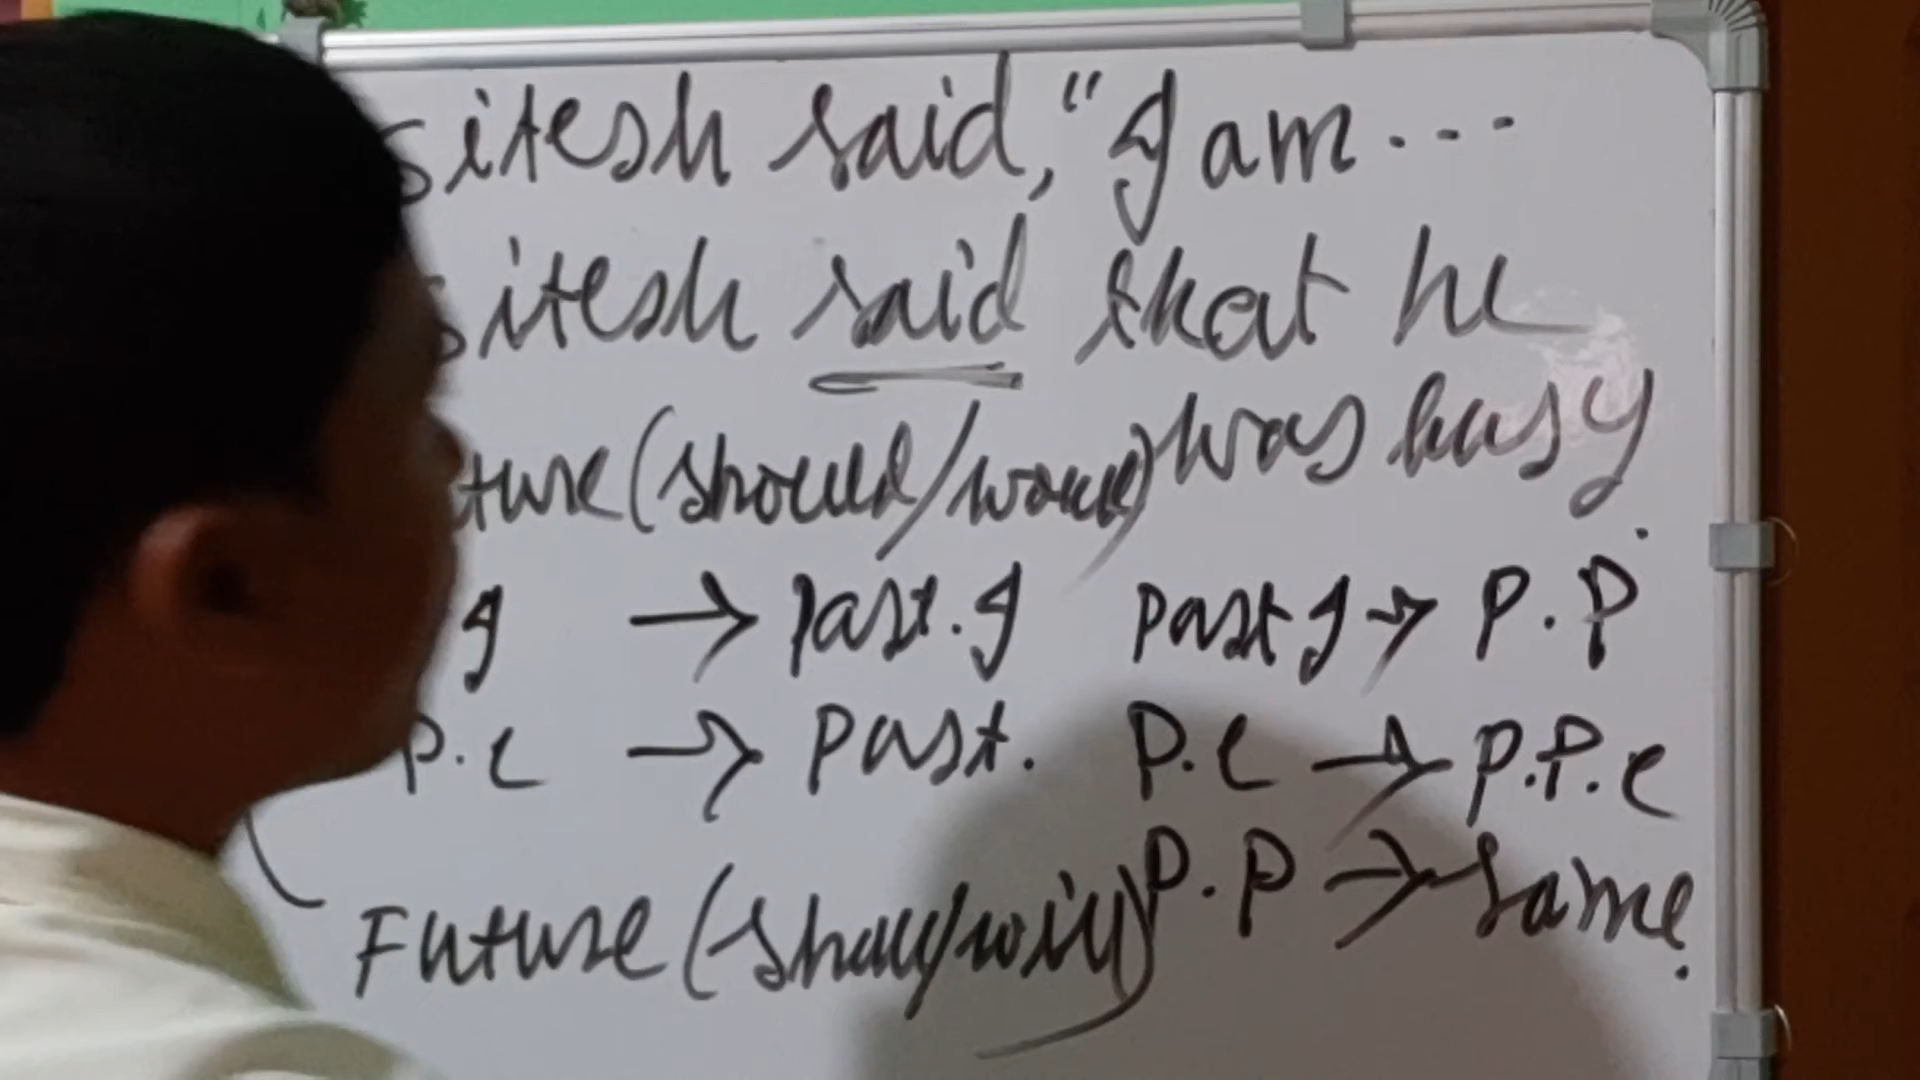 sitesh said, "I am...
sitesh said that he
was busy.
ture (should/would)
I → Past. I Past I → P.P
P.C → Past. P.C → P.P.C
P.P → Same.
Future (shall/will)